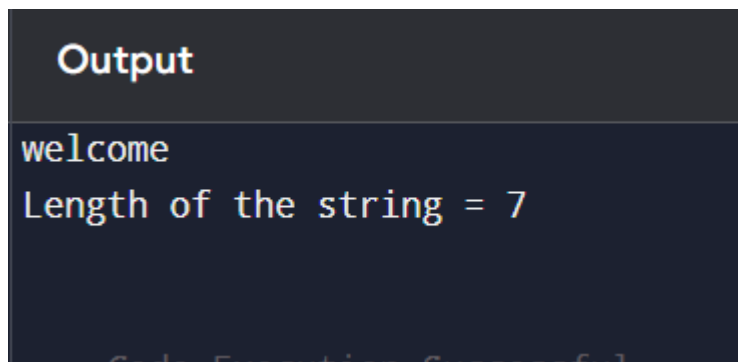 Output
welcome
Length of the string = 7